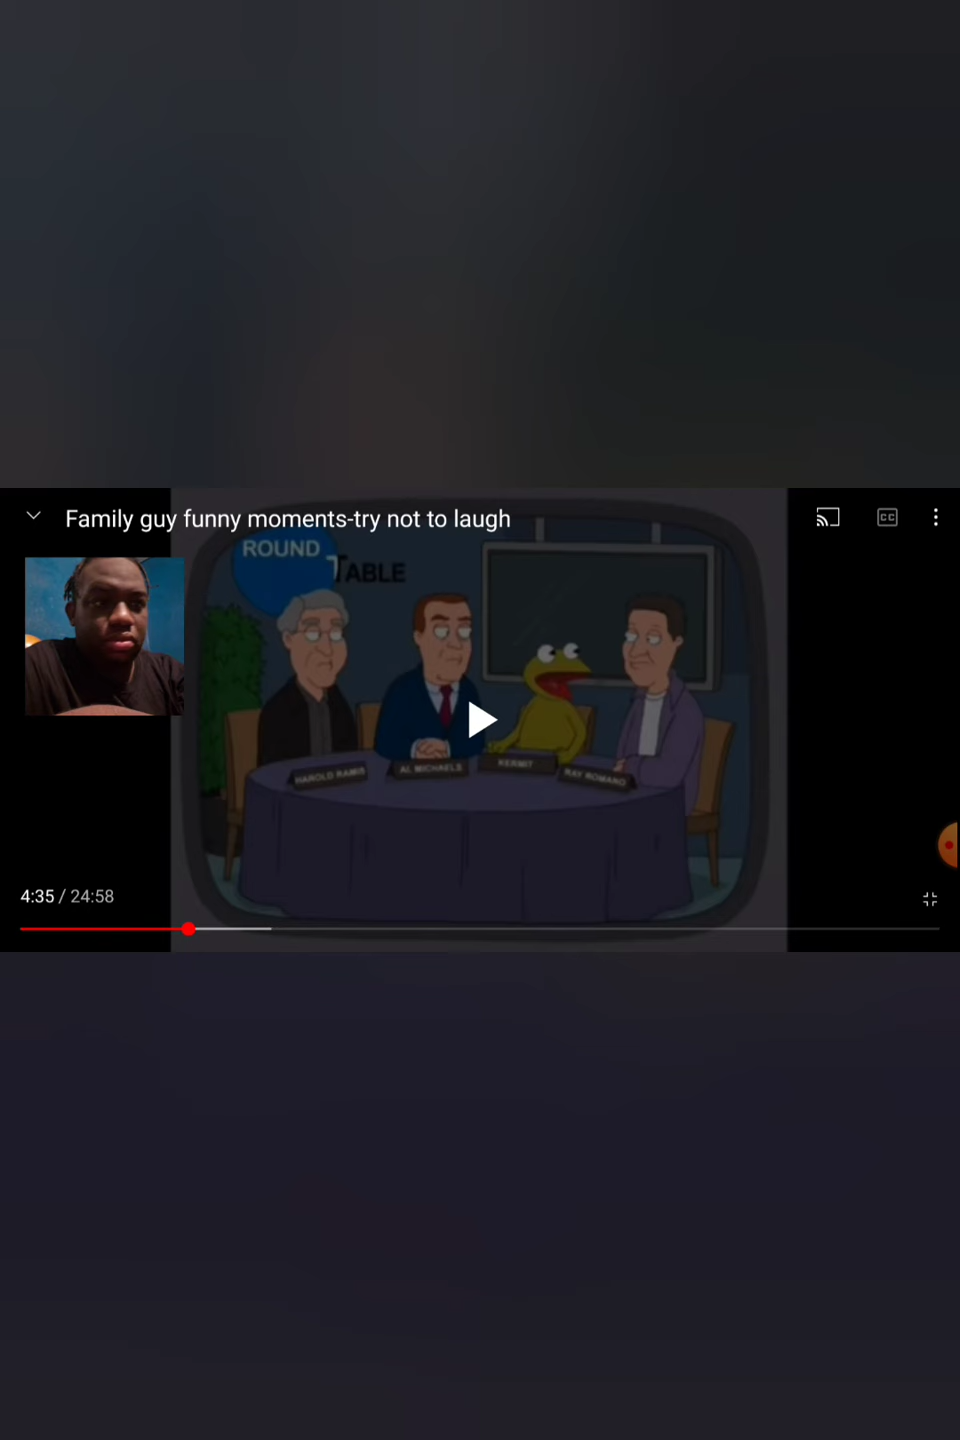 Family guy funny moments-try not to laugh
CC
ROUND
TABLE
HAROLD RAMIS
AL MICHAELS
KERMIT
RAY ROMANO
4:35 / 24:58